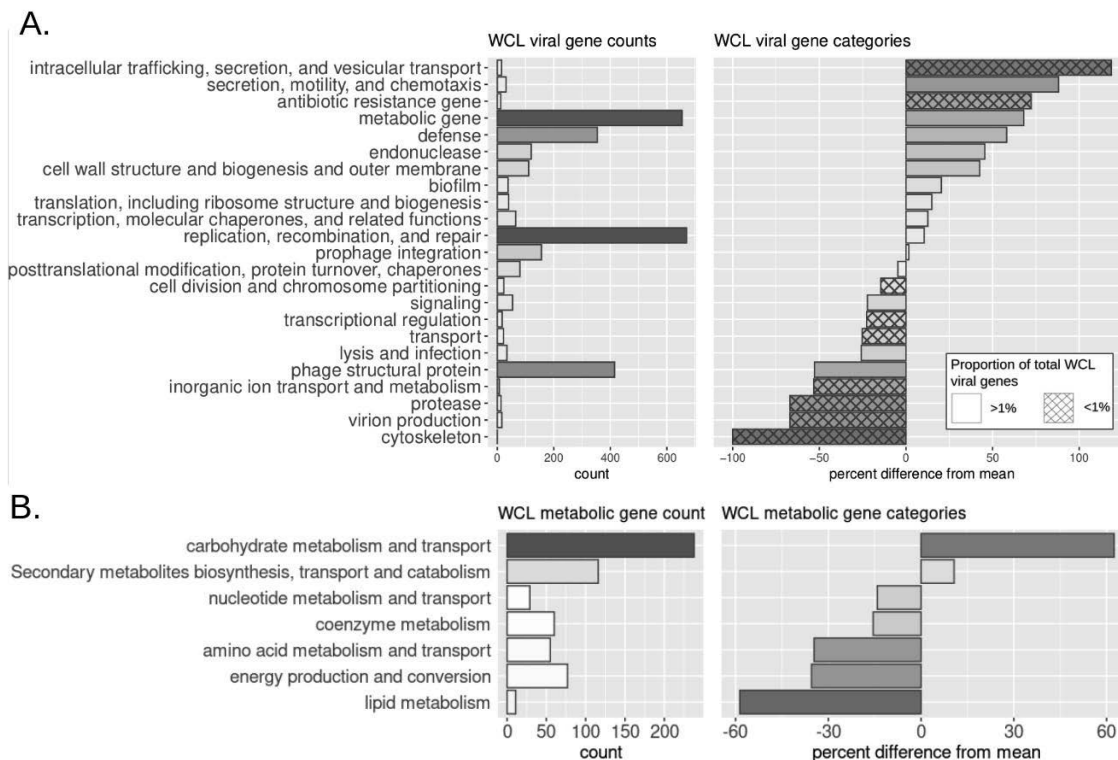 A.
WCL viral gene counts
WCL viral gene categories
intracellular trafficking, secretion, and vesicular transport
secretion, motility, and chemotaxis
antibiotic resistance gene
metabolic gene
defense
endonuclease
cell wall structure and biogenesis and outer membrane
biofilm
translation, including ribosome structure and biogenesis
transcription, molecular chaperones, and related functions
replication, recombination, and repair
prophage integration
posttranslational modification, protein turnover, chaperones
cell division and chromosome partitioning
signaling
transcriptional regulation
transport
lysis and infection
phage structural protein
inorganic ion transport and metabolism
protease
virion production
cytoskeleton
0 200 400 600
count
Proportion of total WCL
viral genes
>1% <1%
−100 −50 0 50 100
percent difference from mean
B.
WCL metabolic gene count
WCL metabolic gene categories
carbohydrate metabolism and transport
Secondary metabolites biosynthesis, transport and catabolism
nucleotide metabolism and transport
coenzyme metabolism
amino acid metabolism and transport
energy production and conversion
lipid metabolism
0 50 100 150 200
count
-60 -30 0 30 60
percent difference from mean